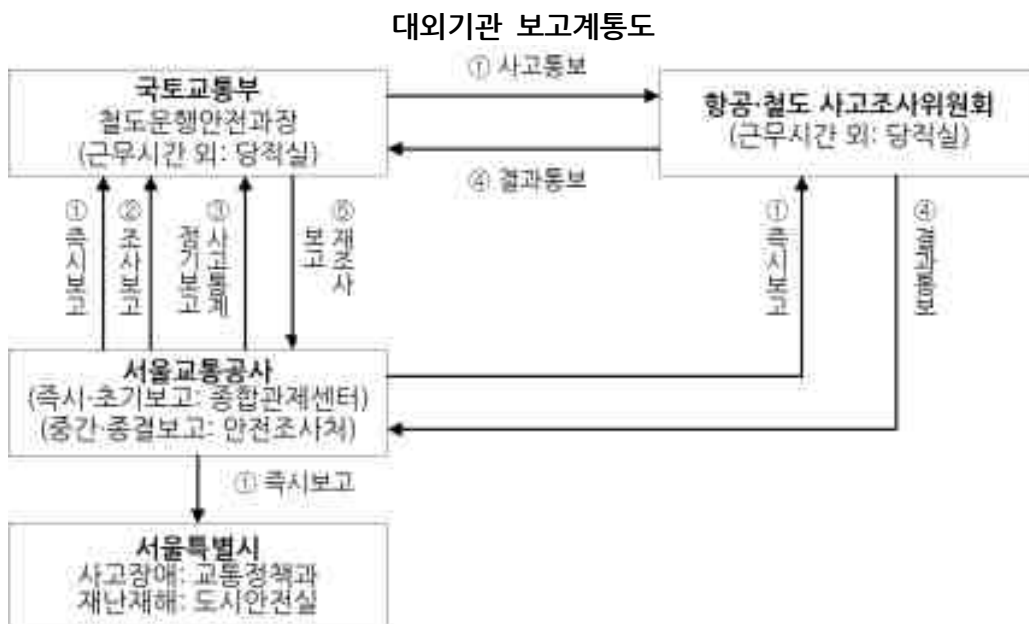 대외기관 보고계통도
① 사고통보
국토교통부
철도운행안전과장
(근무시간 외: 당직실)
항공·철도 사고조사위원회
(근무시간 외: 당직실)
④ 결과통보
① 즉시보고
② 조사보고
③ 사고통계
정기보고
⑤ 재조사
보고
① 즉시보고
④ 결과통보
서울교통공사
(즉시·초기보고: 종합관제센터)
(중간·종결보고: 안전조사처)
① 즉시보고
서울특별시
사고장애: 교통정책과
재난재해: 도시안전실